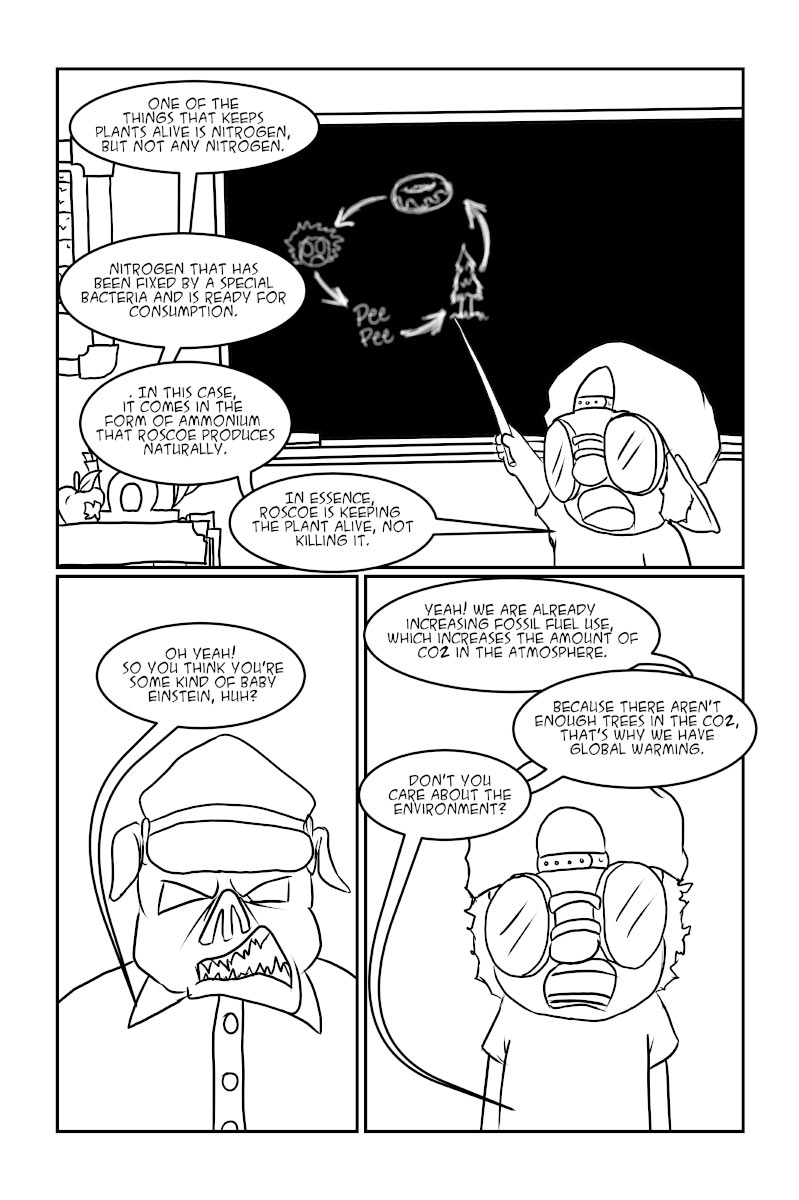 ONE OF THE
THINGS THAT KEEPS
PLANTS ALIVE IS NITROGEN,
BUT NOT ANY NITROGEN.
NITROGEN THAT HAS
BEEN FIXED BY A SPECIAL
BACTERIA AND IS READY FOR
CONSUMPTION.
. IN THIS CASE,
IT COMES IN THE
FORM OF AMMONIUM
THAT ROSCOE PRODUCES
NATURALLY.
IN ESSENCE,
ROSCOE IS KEEPING
THE PLANT ALIVE, NOT
KILLING IT.
Pee
Pee
OH YEAH!
SO YOU THINK YOU'RE
SOME KIND OF BABY
EINSTEIN, HUH?
YEAH! WE ARE ALREADY
INCREASING FOSSIL FUEL USE,
WHICH INCREASES THE AMOUNT OF
CO2 IN THE ATMOSPHERE.
BECAUSE THERE AREN'T
ENOUGH TREES IN THE CO2,
THAT'S WHY WE HAVE
GLOBAL WARMING.
DON'T YOU
CARE ABOUT THE
ENVIRONMENT?